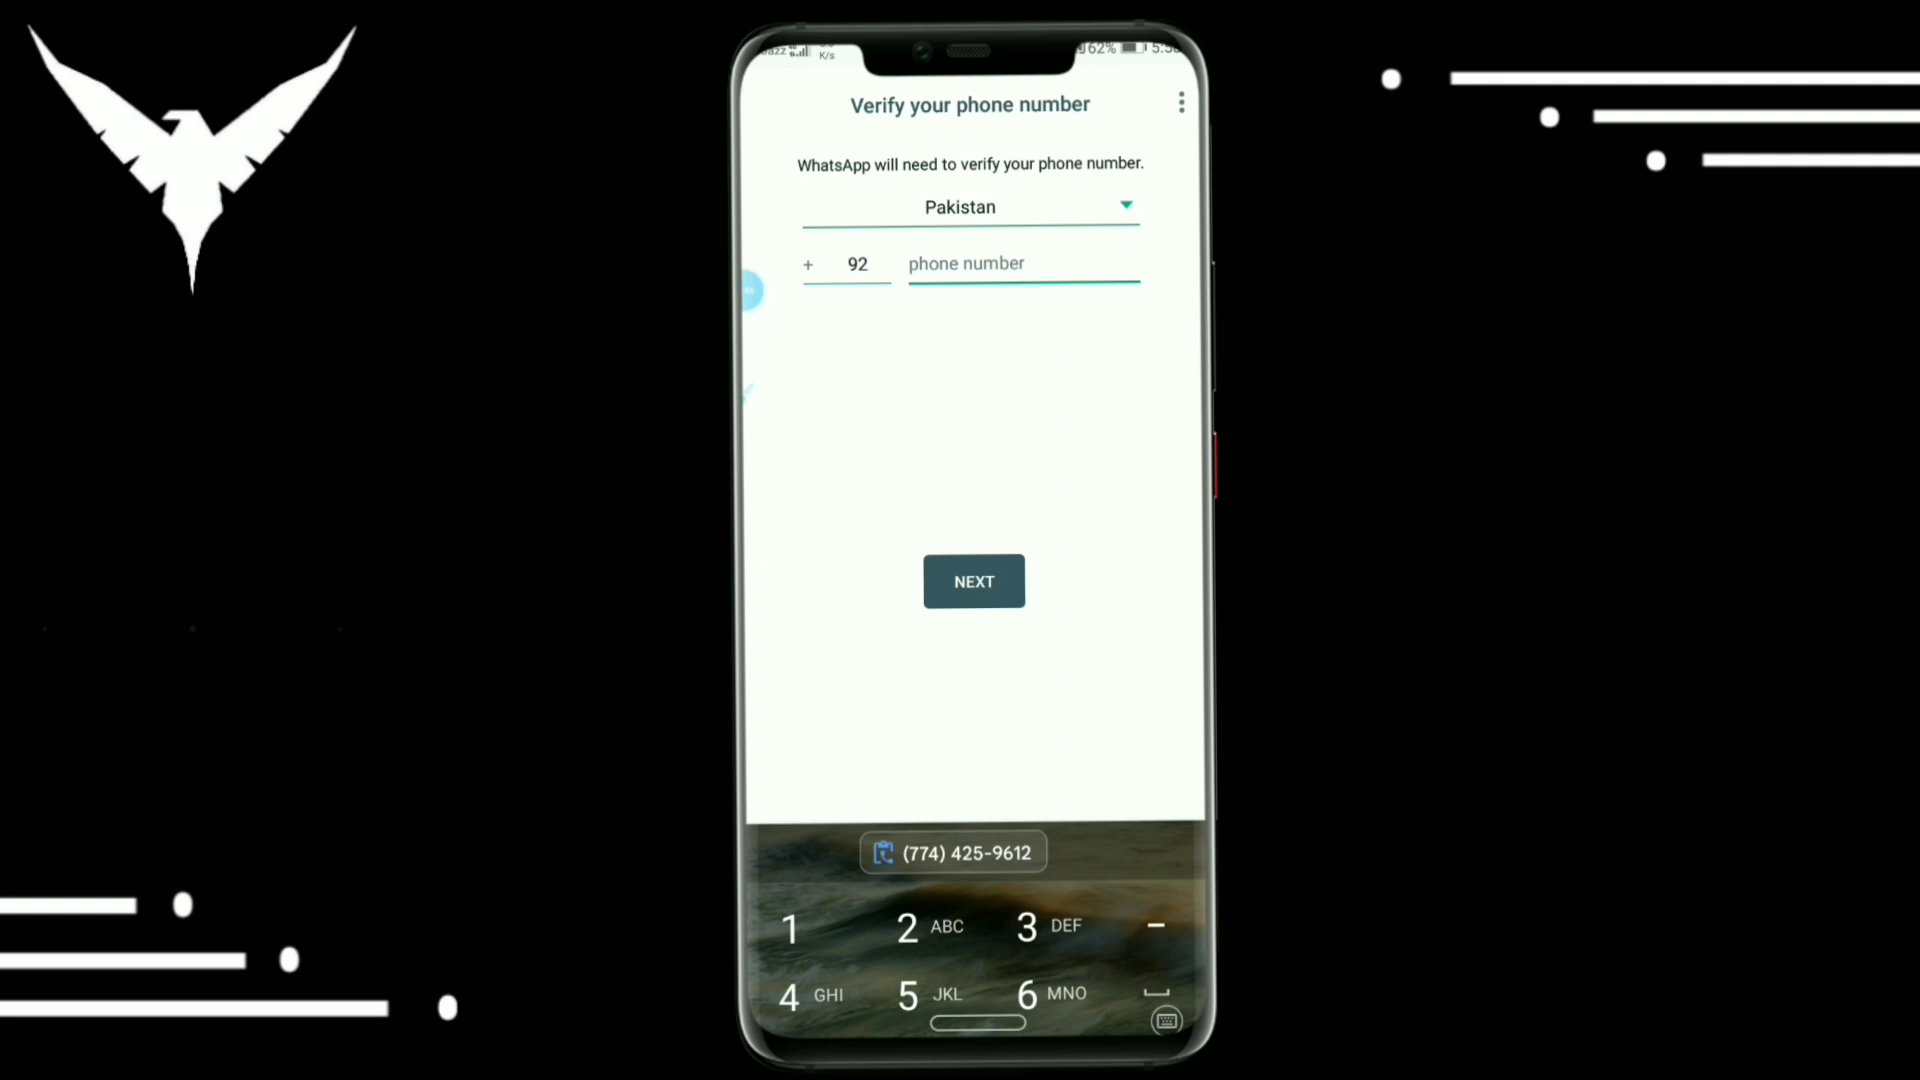 K/s
62%
Verify your phone number
WhatsApp will need to verify your phone number.
Pakistan
+ 92 phone number
NEXT
(774) 425-9612
1 2 ABC 3 DEF –
4 GHI 5 JKL 6 MNO